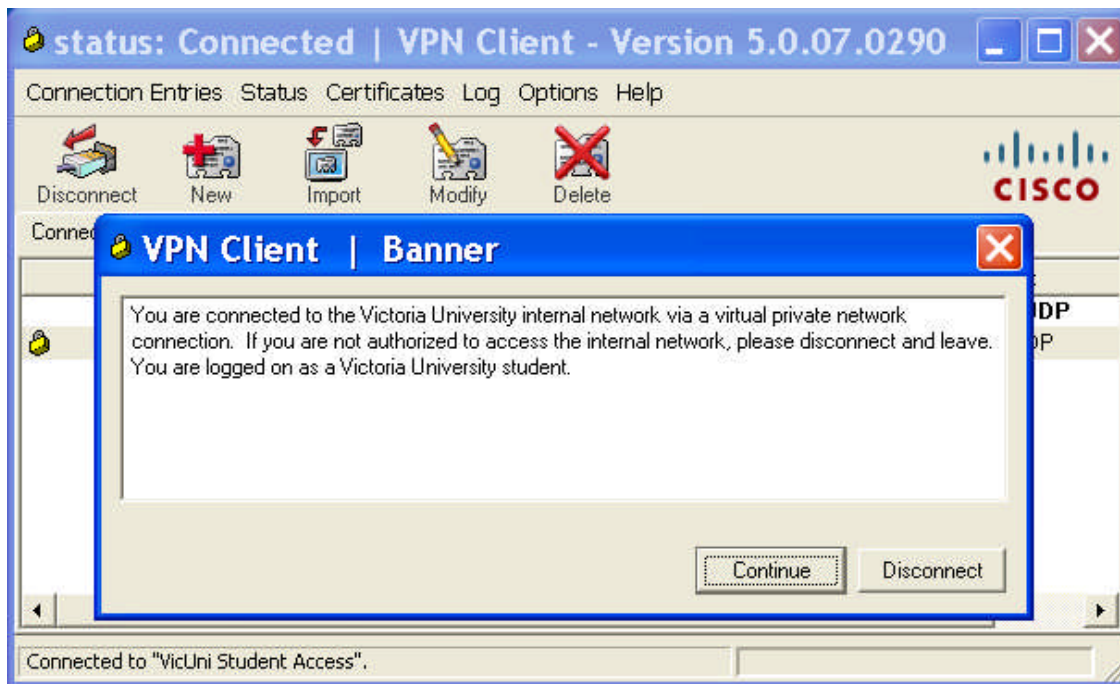 status: Connected | VPN Client - Version 5.0.07.0290
Connection Entries Status Certificates Log Options Help
Disconnect New Import Modify Delete
CISCO
VPN Client | Banner
You are connected to the Victoria University internal network via a virtual private network
connection. If you are not authorized to access the internal network, please disconnect and leave.
You are logged on as a Victoria University student.
Continue Disconnect
Connected to "VicUni Student Access".